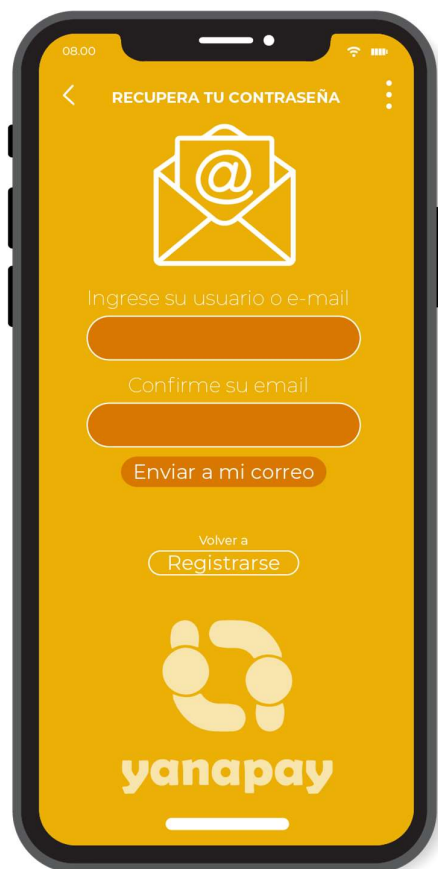 08.00
RECUPERA TU CONTRASEÑA
@
Ingrese su usuario o e-mail
Confirme su email
Enviar a mi correo
Volver a
Registrarse
yanapay